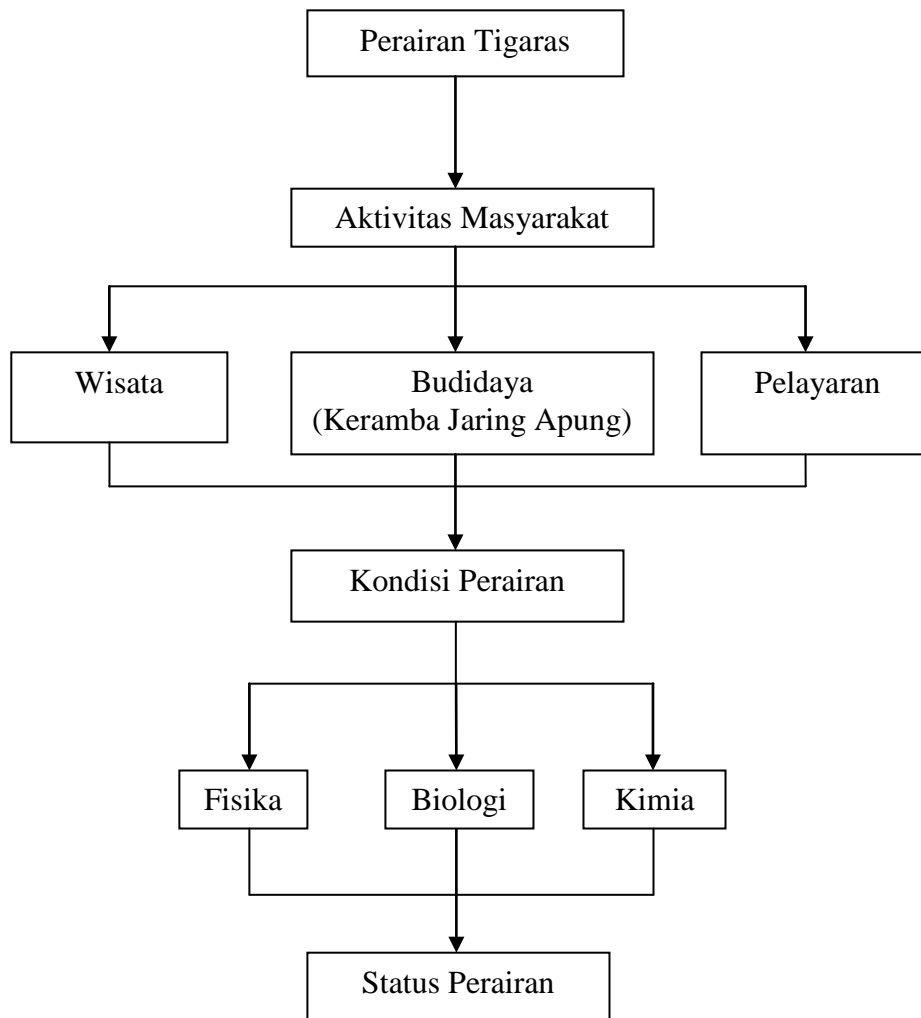 Perairan Tigaras
Aktivitas Masyarakat
Wisata
Budidaya
(Keramba Jaring Apung)
Pelayaran
Kondisi Perairan
Fisika
Biologi
Kimia
Status Perairan